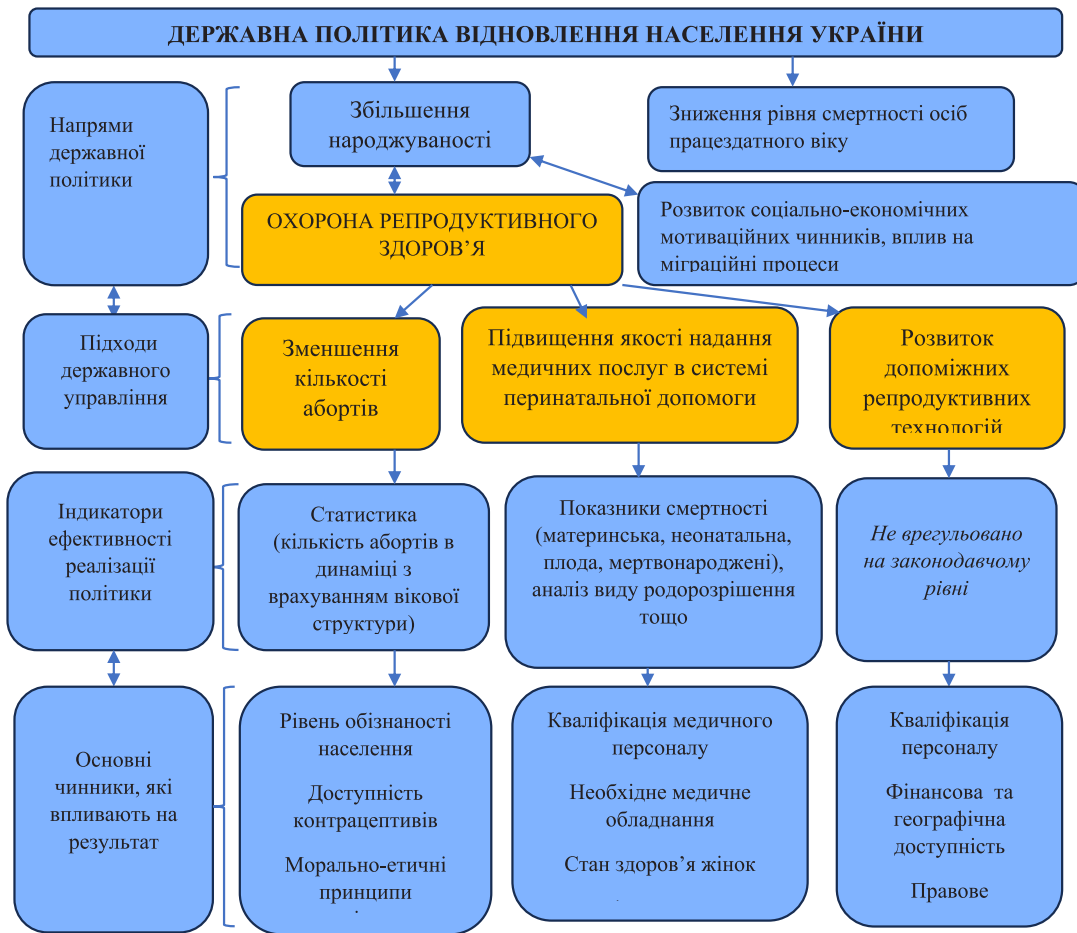 ДЕРЖАВНА ПОЛІТИКА ВІДНОВЛЕННЯ НАСЕЛЕННЯ УКРАЇНИ
Напрями
державної
політики
Збільшення
народжуваності
Зниження рівня смертності осіб
працездатного віку
ОХОРОНА РЕПРОДУКТИВНОГО
ЗДОРОВ’Я
Розвиток соціально-економічних
мотиваційних чинників, вплив на
міграційні процеси
Підходи
державного
управління
Зменшення
кількості
абортів
Підвищення якості надання
медичних послуг в системі
перинатальної допомоги
Розвиток
допоміжних
репродуктивних
технологій
Індикатори
ефективності
реалізації
політики
Статистика
(кількість абортів в
динаміці з
врахуванням вікової
структури)
Показники смертності
(материнська, неонатальна,
плода, мертвонароджені),
аналіз виду родорозрішення
тощо
Не врегульовано
на законодавчому
рівні
Основні
чинники, які
впливають на
результат
Рівень обізнаності
населення
Доступність
контрацептивів
Морально-етичні
принципи
Кваліфікація медичного
персоналу
Необхідне медичне
обладнання
Стан здоров’я жінок
Кваліфікація
персоналу
Фінансова та
географічна
доступність
Правове